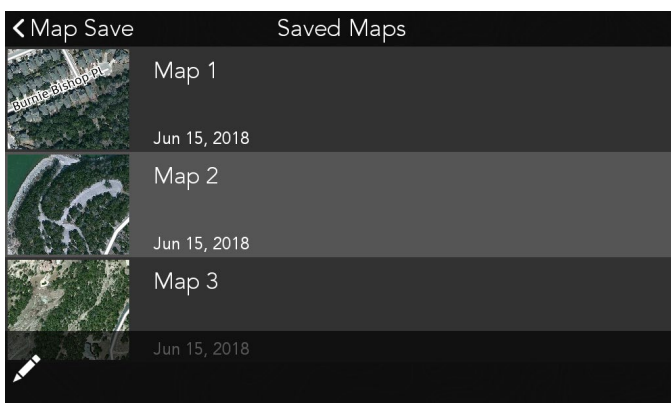 Map Save
Saved Maps
Burnie Bishop Pl
Map 1
Jun 15, 2018
Map 2
Jun 15, 2018
Map 3
Jun 15, 2018